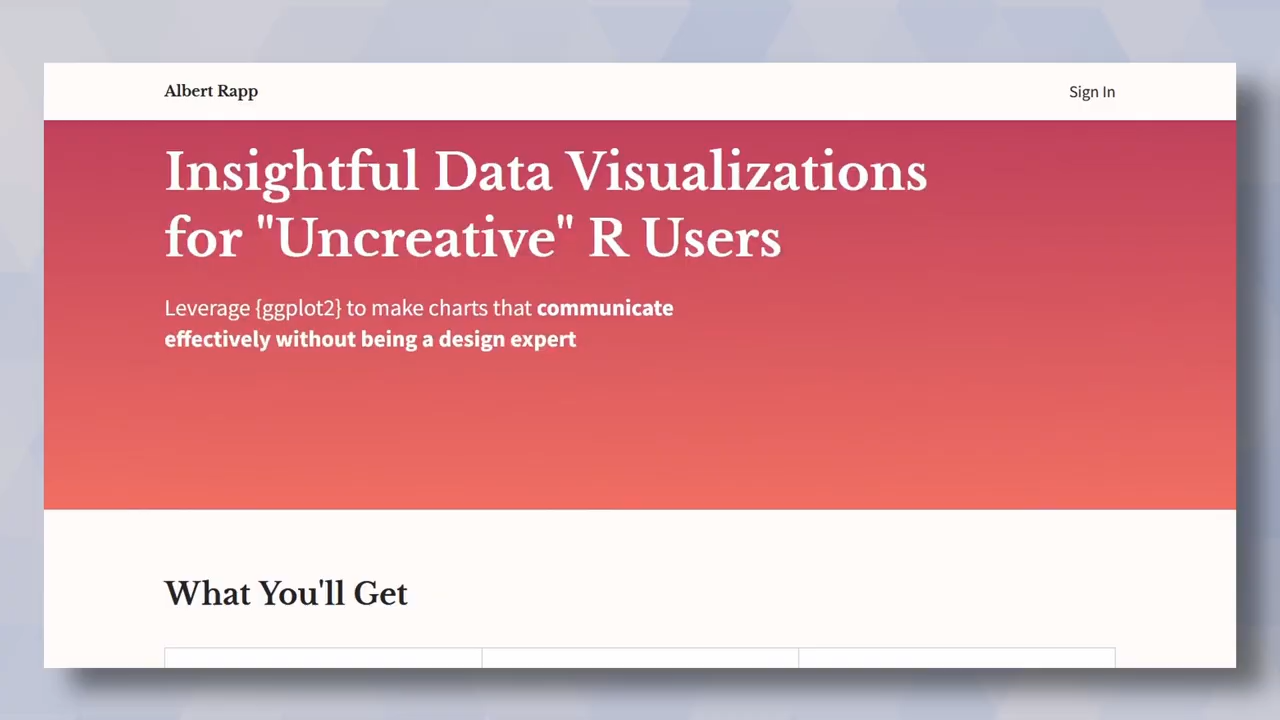 Albert Rapp
Sign In
Insightful Data Visualizations
for "Uncreative" R Users
Leverage {ggplot2} to make charts that communicate
effectively without being a design expert
What You'll Get